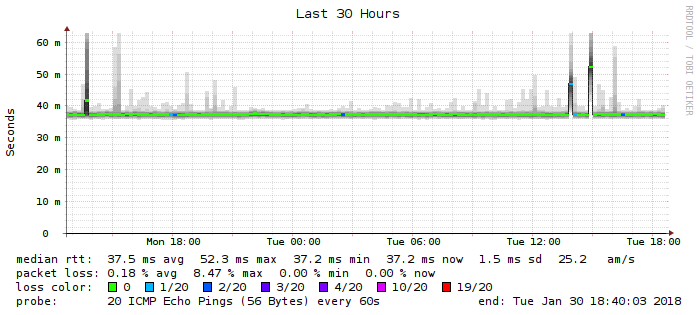 Last 30 Hours
RRDTOOL / TOBI OETIKER
Seconds
60 m
50 m
40 m
30 m
20 m
10 m
0
Mon 18:00 Tue 00:00 Tue 06:00 Tue 12:00 Tue 18:00
median rtt: 37.5 ms avg 52.3 ms max 37.2 ms min 37.2 ms now 1.5 ms sd 25.2 am/s
packet loss: 0.18 % avg 8.47 % max 0.00 % min 0.00 % now
loss color: 0 1/20 2/20 3/20 4/20 10/20 19/20
probe: 20 ICMP Echo Pings (56 Bytes) every 60s end: Tue Jan 30 18:40:03 2018